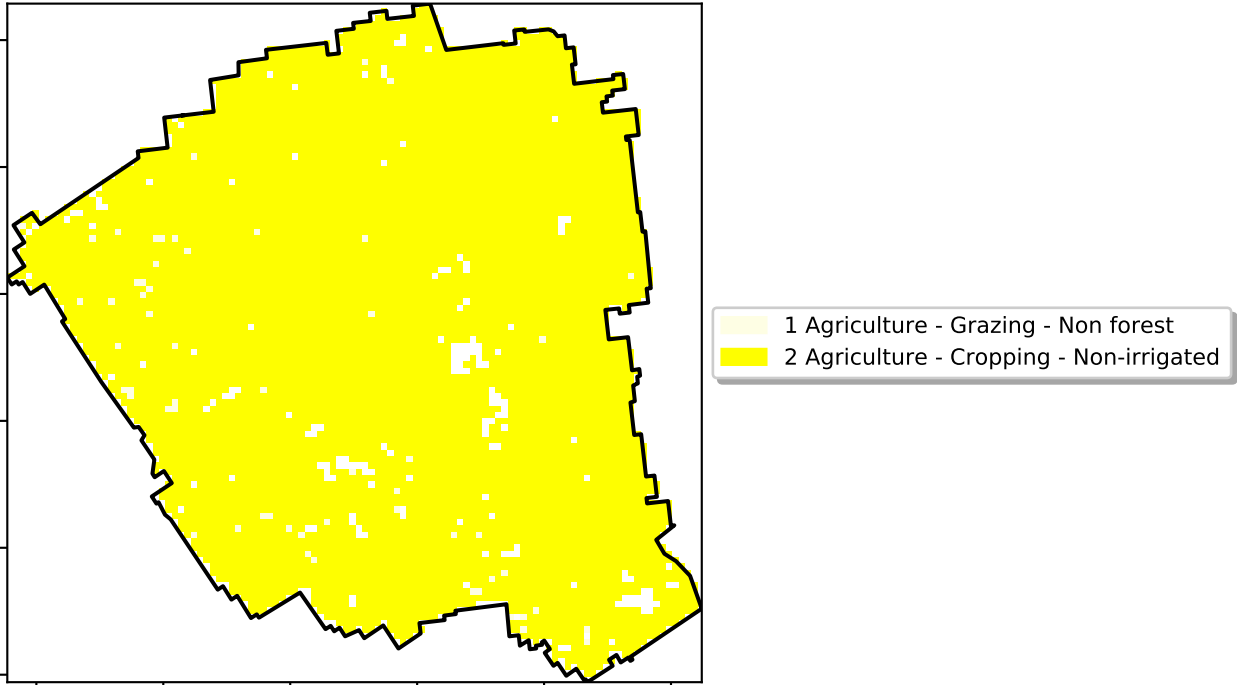 1 Agriculture - Grazing - Non forest
2 Agriculture - Cropping - Non-irrigated